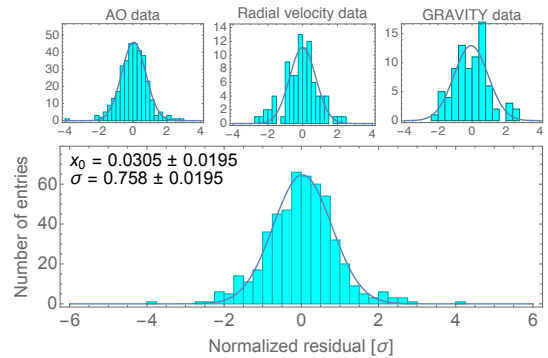 AO data
Radial velocity data
GRAVITY data
50
40
30
20
10
0
-4 -2 0 2 4
14
12
10
8
6
4
2
0
-4 -2 0 2 4
15
10
5
0
-4 -2 0 2 4
x₀ = 0.0305 ± 0.0195
σ = 0.758 ± 0.0195
Number of entries
60
40
20
0
-6 -4 -2 0 2 4 6
Normalized residual [σ]